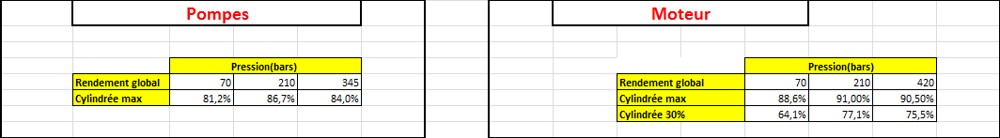 Pompes
Pression(bars)
Rendement global 70 210 345
Cylindrée max 81,2% 86,7% 84,0%
Moteur
Pression(bars)
Rendement global 70 210 420
Cylindrée max 88,6% 91,00% 90,50%
Cylindrée 30% 64,1% 77,1% 75,5%